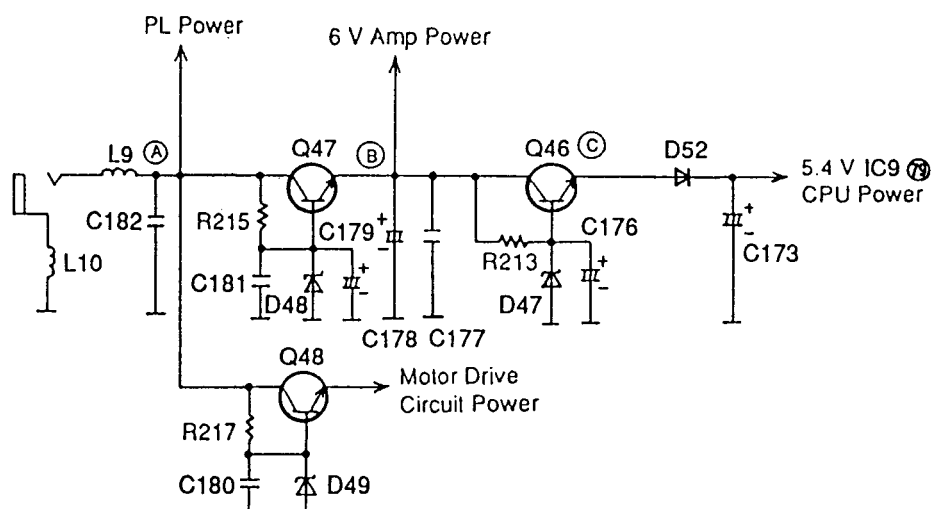 PL Power
6 V Amp Power
L9
A
Q47
B
Q46
C
D52
5.4 V IC9 79
CPU Power
C182
R215
C179
+
-
+
-
C176
R213
+
-
C173
L10
C181
D48
+
-
D47
+
-
C178
C177
Q48
Motor Drive
Circuit Power
R217
C180
D49